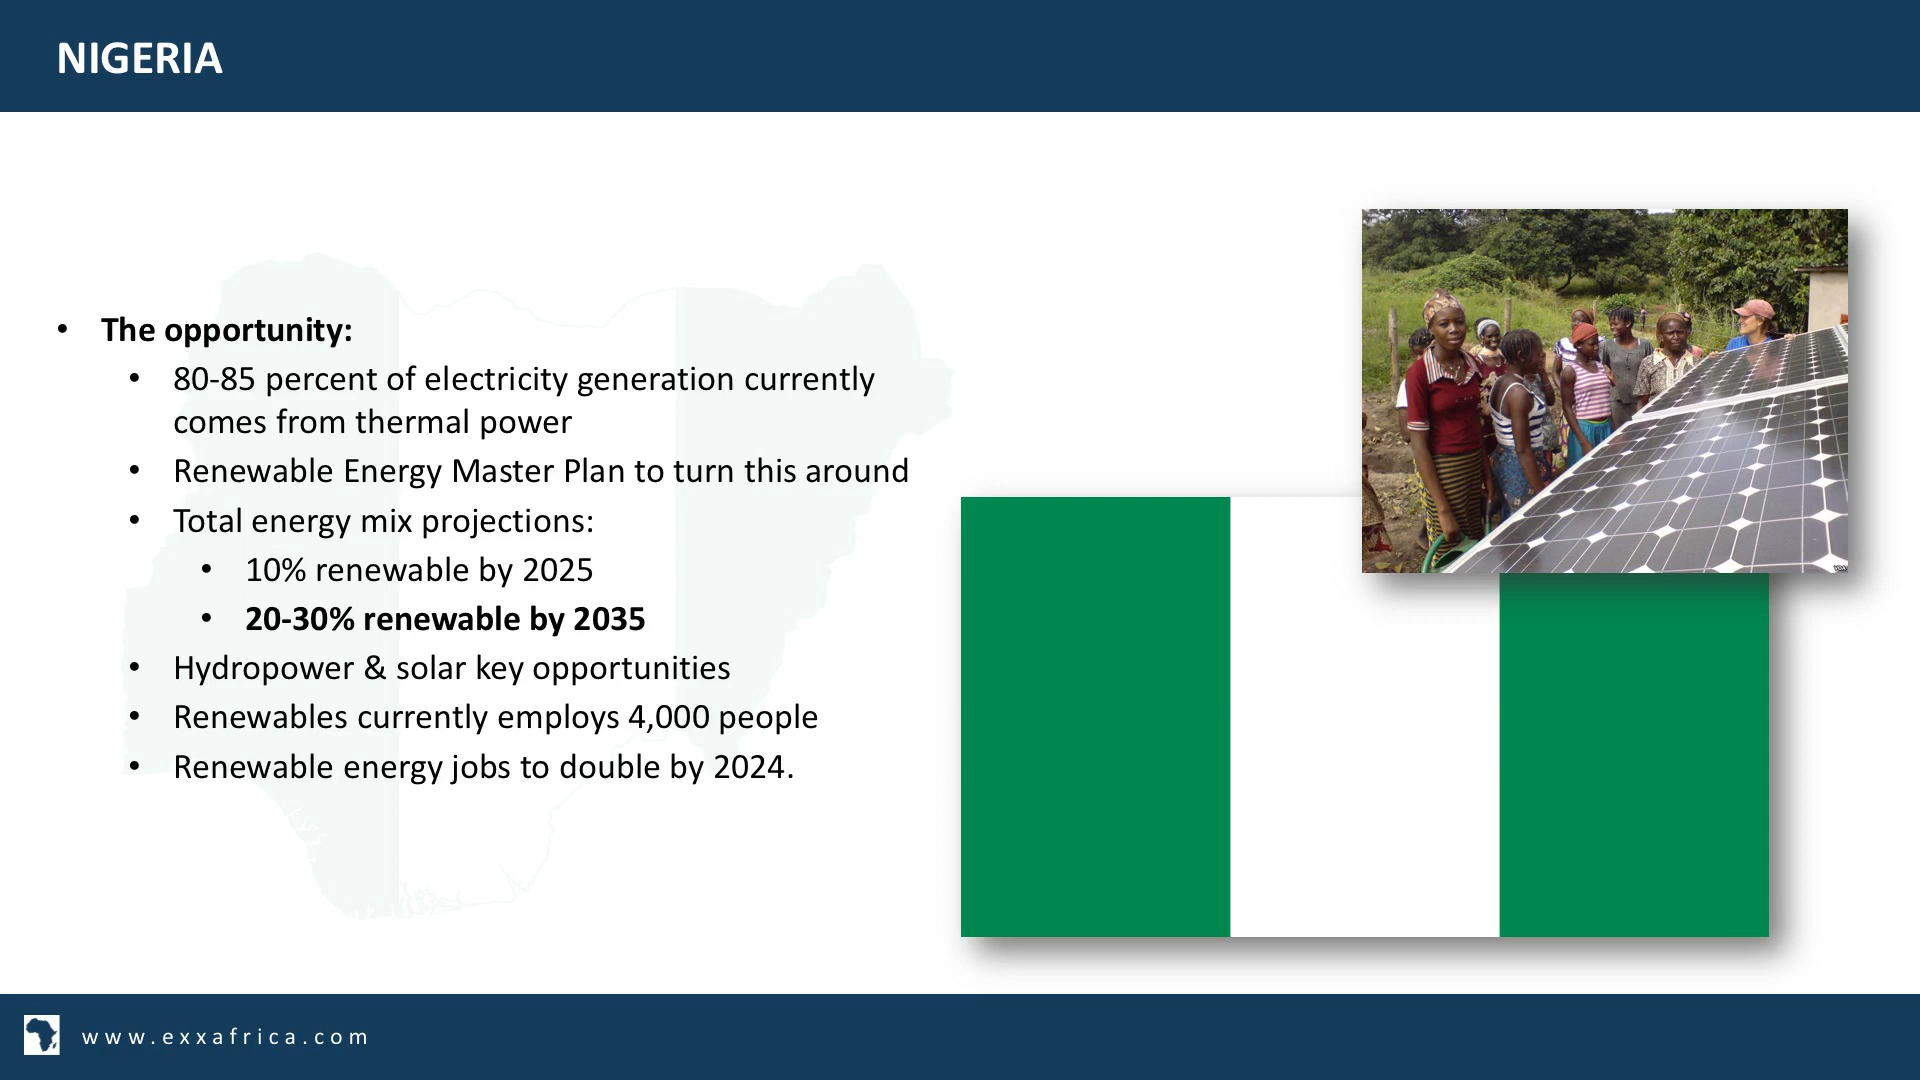 NIGERIA
• The opportunity:
• 80-85 percent of electricity generation currently
comes from thermal power
• Renewable Energy Master Plan to turn this around
• Total energy mix projections:
• 10% renewable by 2025
• 20-30% renewable by 2035
• Hydropower & solar key opportunities
• Renewables currently employs 4,000 people
• Renewable energy jobs to double by 2024.
www.exxafrica.com